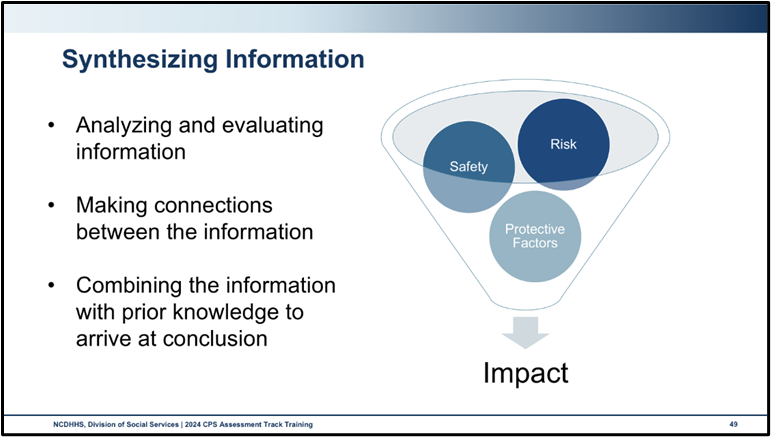 Synthesizing Information
• Analyzing and evaluating
information
• Making connections
between the information
• Combining the information
with prior knowledge to
arrive at conclusion
Risk
Safety
Protective
Factors
Impact
NCDHHS, Division of Social Services | 2024 CPS Assessment Track Training
49